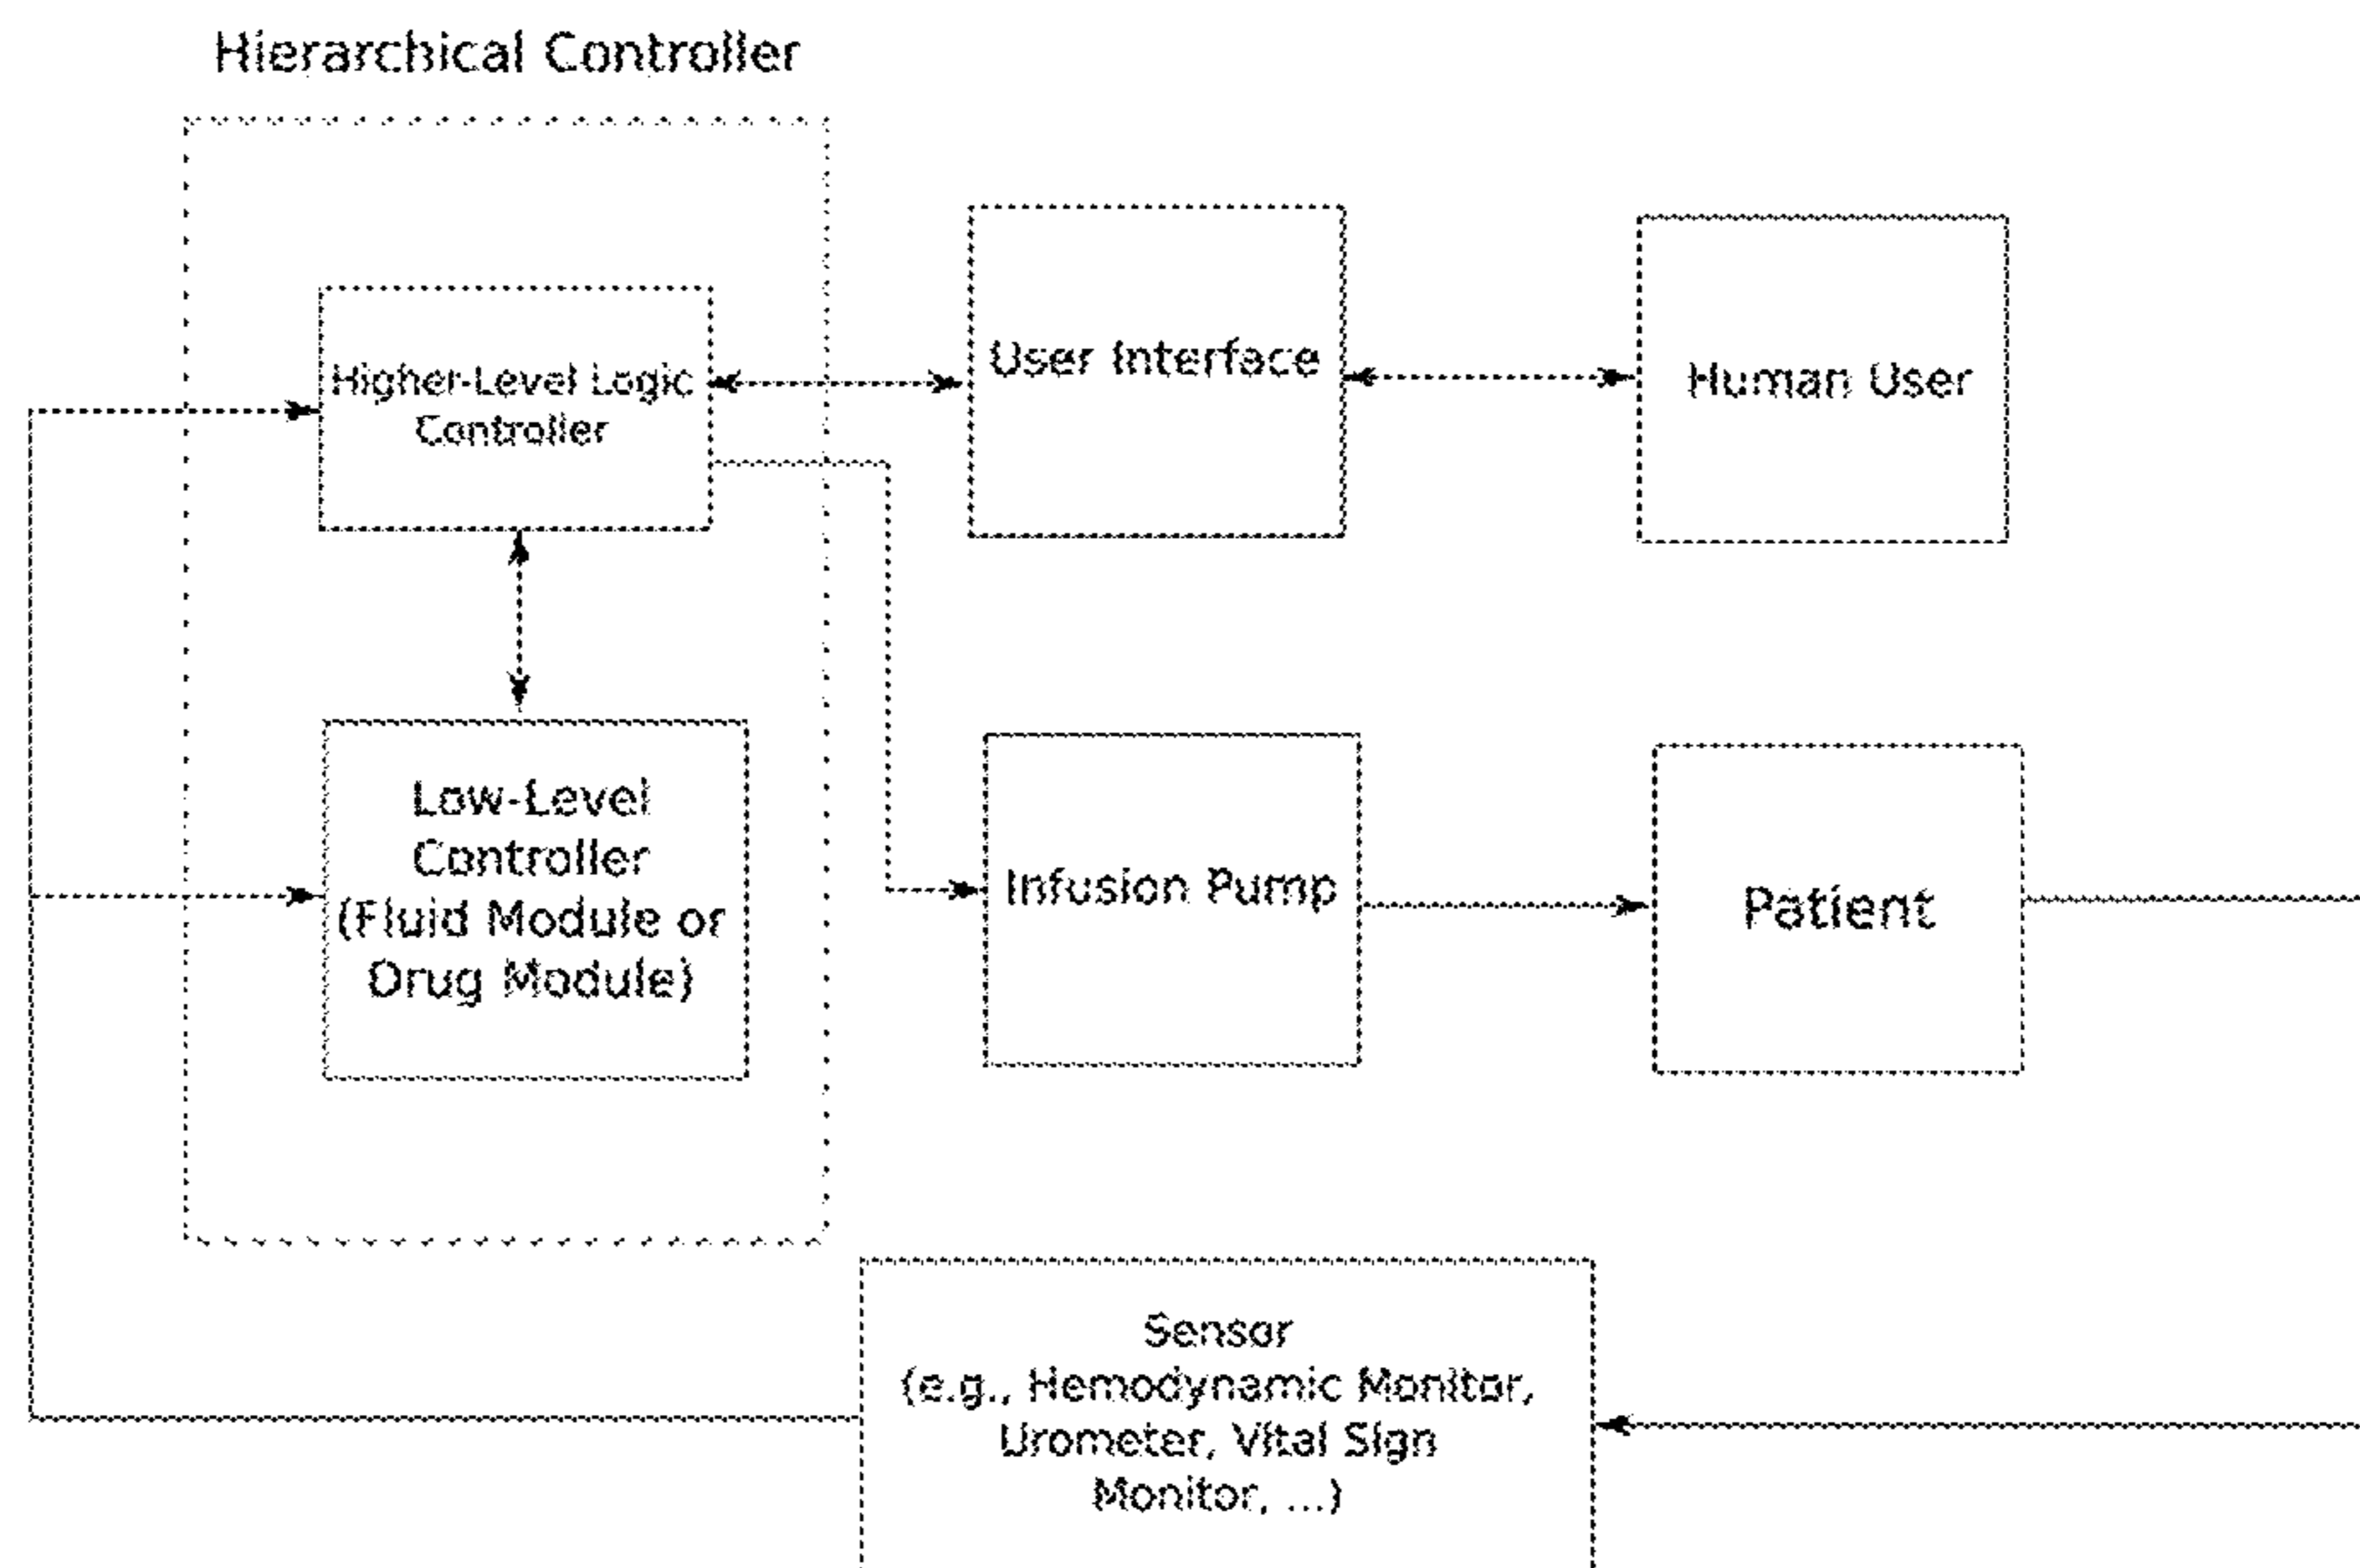 Hierarchical Controller
Higher-Level Logic
Controller
User Interface
Human User
Low-Level
Controller
(Fluid Module or
Drug Module)
Infusion Pump
Patient
Sensor
(e.g., Hemodynamic Monitor,
Urometer, Vital Sign
Monitor, ...)